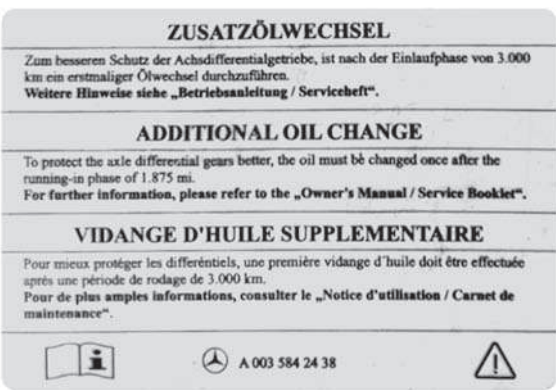 ZUSATZÖLWECHSEL
Zum besseren Schutz der Achsdifferentialgetriebe, ist nach der Einlaufphase von 3.000
km ein erstmaliger Ölwechsel durchzuführen.
Weitere Hinweise siehe „Betriebsanleitung / Serviceheft“.
ADDITIONAL OIL CHANGE
To protect the axle differential gears better, the oil must be changed once after the
running-in phase of 1.875 mi.
For further information, please refer to the „Owner's Manual / Service Booklet“.
VIDANGE D'HUILE SUPPLEMENTAIRE
Pour mieux protéger les différentiels, une première vidange d´huile doit être effectuée
après une période de rodage de 3.000 km.
Pour de plus amples informations, consulter le „Notice d'utilisation / Carnet de
maintenance“.
A 003 584 24 38